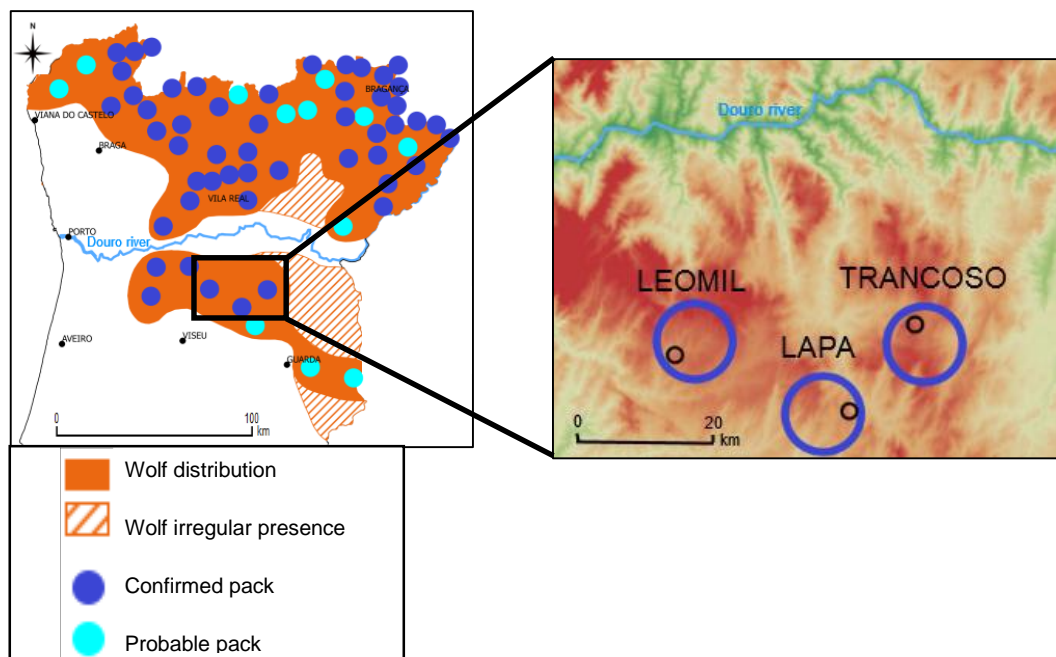 N
VIANA DO CASTELO
BRAGA
BRAGANÇA
VILA REAL
PORTO
Douro river
AVEIRO
VISEU
GUARDA
0 100
km
Douro river
LEOMIL
TRANCOSO
LAPA
0 20
km
Wolf distribution
Wolf irregular presence
Confirmed pack
Probable pack